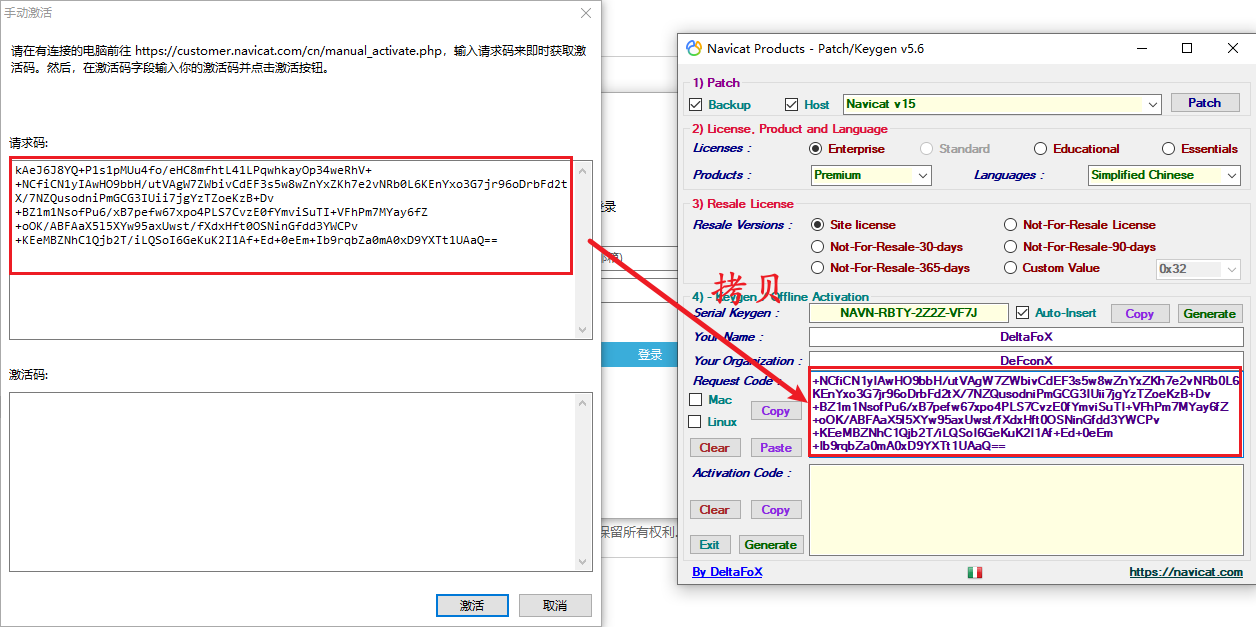 手动激活
请在有连接的电脑前往 https://customer.navicat.com/cn/manual_activate.php，输入请求码来即时获取激
活码。然后，在激活码字段输入你的激活码并点击激活按钮。
请求码:
kAeJ6J8YQ+P1s1pMUu4fo/eHC8mfhtL41LPqwhkayOp34weRhV+
+NCfiCN1yIAwHO9bbH/utVAgW7ZWbivCdEF3s5w8wZnYxZKh7e2vNRb0L6KEnYxo3G7jr96oDrbFd2t
X/7NZQusodniPmGCG3IUii7jgYzTZoeKzB+Dv
+BZ1m1NsofPu6/xB7pefw67xpo4PLS7CvzE0fYmviSuTI+VFhPm7MYay6fZ
+oOK/ABFAaX515XYw95axUwst/fXdxHft0OSNinGfdd3YWCPv
+KEeMBZNhC1Qjb2T/iLQSoI6GeKuK2I1Af+Ed+0eEm+Ib9rqbZa0mA0xD9YXTt1UAaQ==
激活码:
激活
取消
登录
登录
保留所有权利.
拷贝
Navicat Products - Patch/Keygen v5.6
1) Patch
Backup
Host
Navicat v15
Patch
2) License, Product and Language
Licenses :
Enterprise
Standard
Educational
Essentials
Products :
Premium
Languages :
Simplified Chinese
3) Resale License
Resale Versions :
Site license
Not-For-Resale License
Not-For-Resale-30-days
Not-For-Resale-90-days
Not-For-Resale-365-days
Custom Value
0x32
4) - Keygen / Offline Activation
Serial Keygen :
NAVN-RBTY-2Z2Z-VF7J
Auto-Insert
Copy
Generate
Your Name :
DeltaFoX
Your Organization :
DeFconX
Request Code :
+NCfiCN1yIAwHO9bbH/utVAgW7ZWbivCdEF3s5w8wZnYxZKh7e2vNRb0L6
KEnYxo3G7jr96oDrbFd2tX/7NZQusodniPmGCG3IUii7jgYzTZoeKzB+Dv
+BZ1m1NsofPu6/xB7pefw67xpo4PLS7CvzE0fYmviSuTI+VFhPm7MYay6fZ
+oOK/ABFAaX515XYw95axUwst/fXdxHft0OSNinGfdd3YWCPv
+KEeMBZNhC1Qjb2T/iLQSoI6GeKuK2I1Af+Ed+0eEm
+Ib9rqbZa0mA0xD9YXTt1UAaQ==
Mac
Copy
Linux
Clear
Paste
Activation Code :
Clear
Copy
Exit
Generate
By DeltaFoX
https://navicat.com